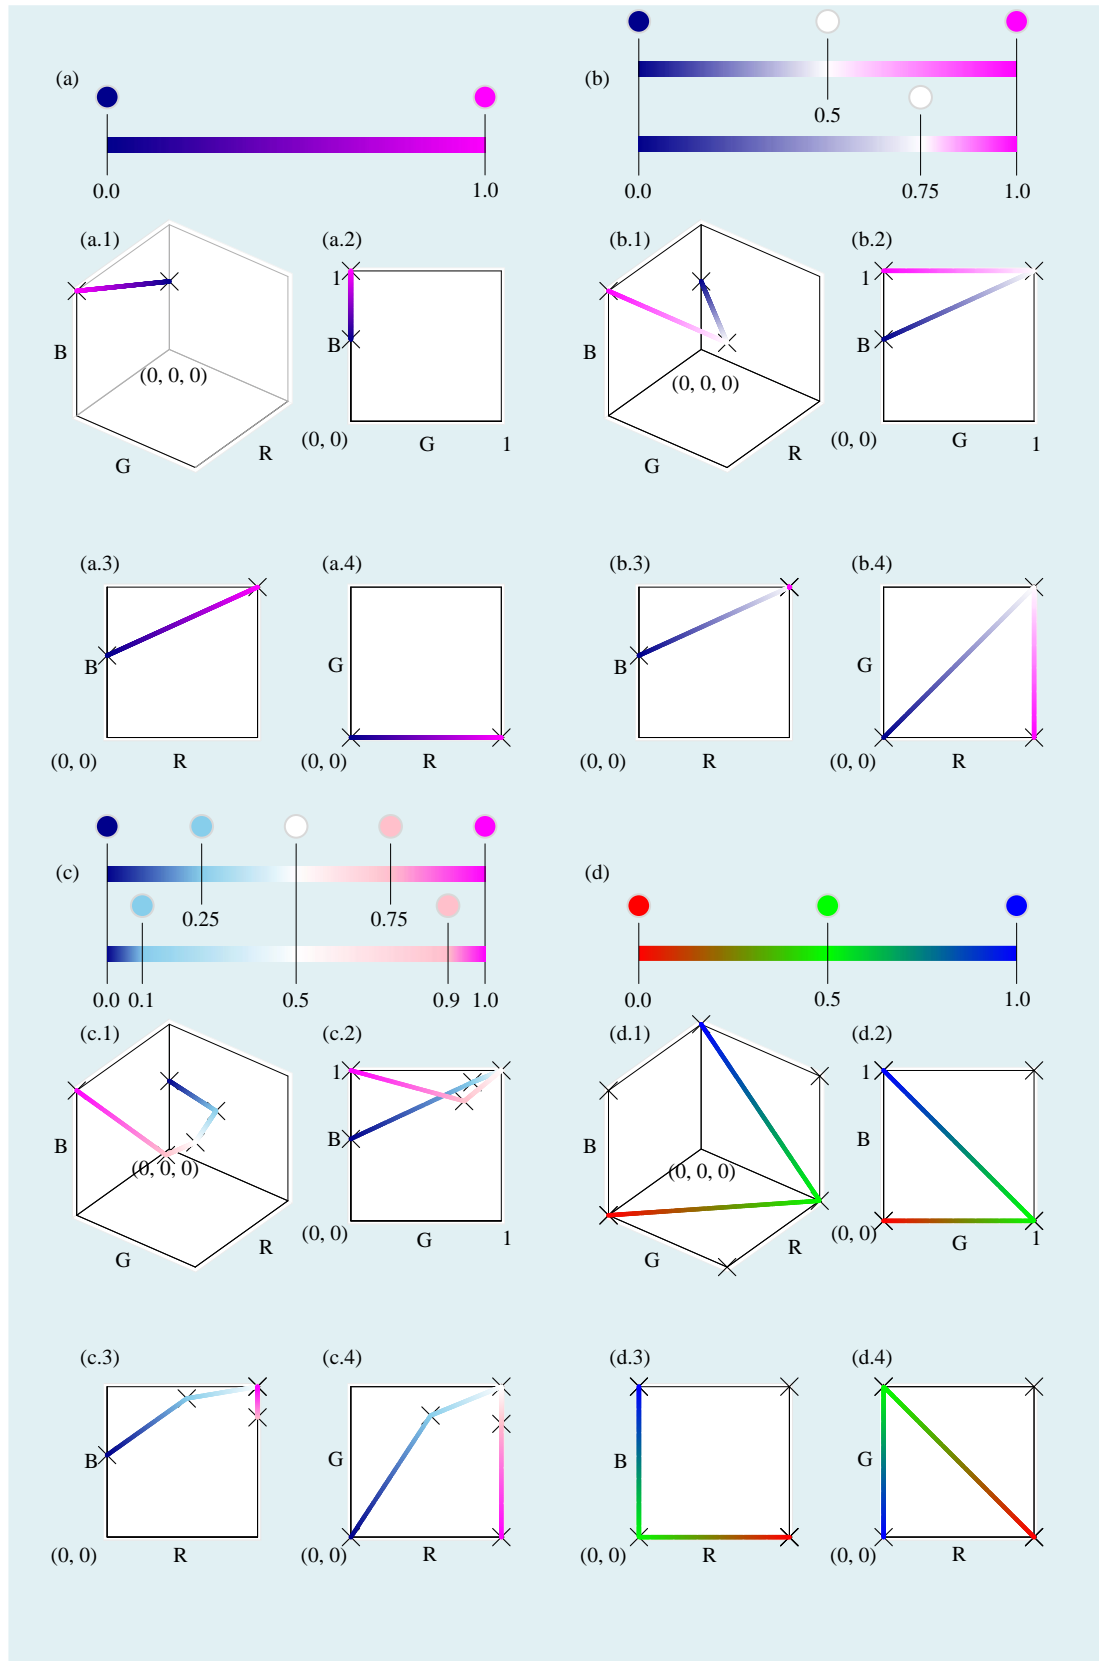 (a)
0.0 1.0
(b)
0.5
0.0 0.75 1.0
(a.1) (a.2)
1
B B
(0, 0, 0)
(0, 0)
G R G 1
(b.1) (b.2)
1
B B
(0, 0, 0)
(0, 0)
G R G 1
(a.3) (a.4)
B G
(0, 0) R (0, 0) R
(b.3) (b.4)
B G
(0, 0) R (0, 0) R
(c)
0.25 0.75
0.0 0.1 0.5 0.9 1.0
(d)
0.0 0.5 1.0
(c.1) (c.2)
1
B B
(0, 0, 0)
(0, 0)
G R G 1
(d.1) (d.2)
1
B B
(0, 0, 0)
(0, 0)
G R G 1
(c.3) (c.4)
B G
(0, 0) R (0, 0) R
(d.3) (d.4)
B G
(0, 0) R (0, 0) R